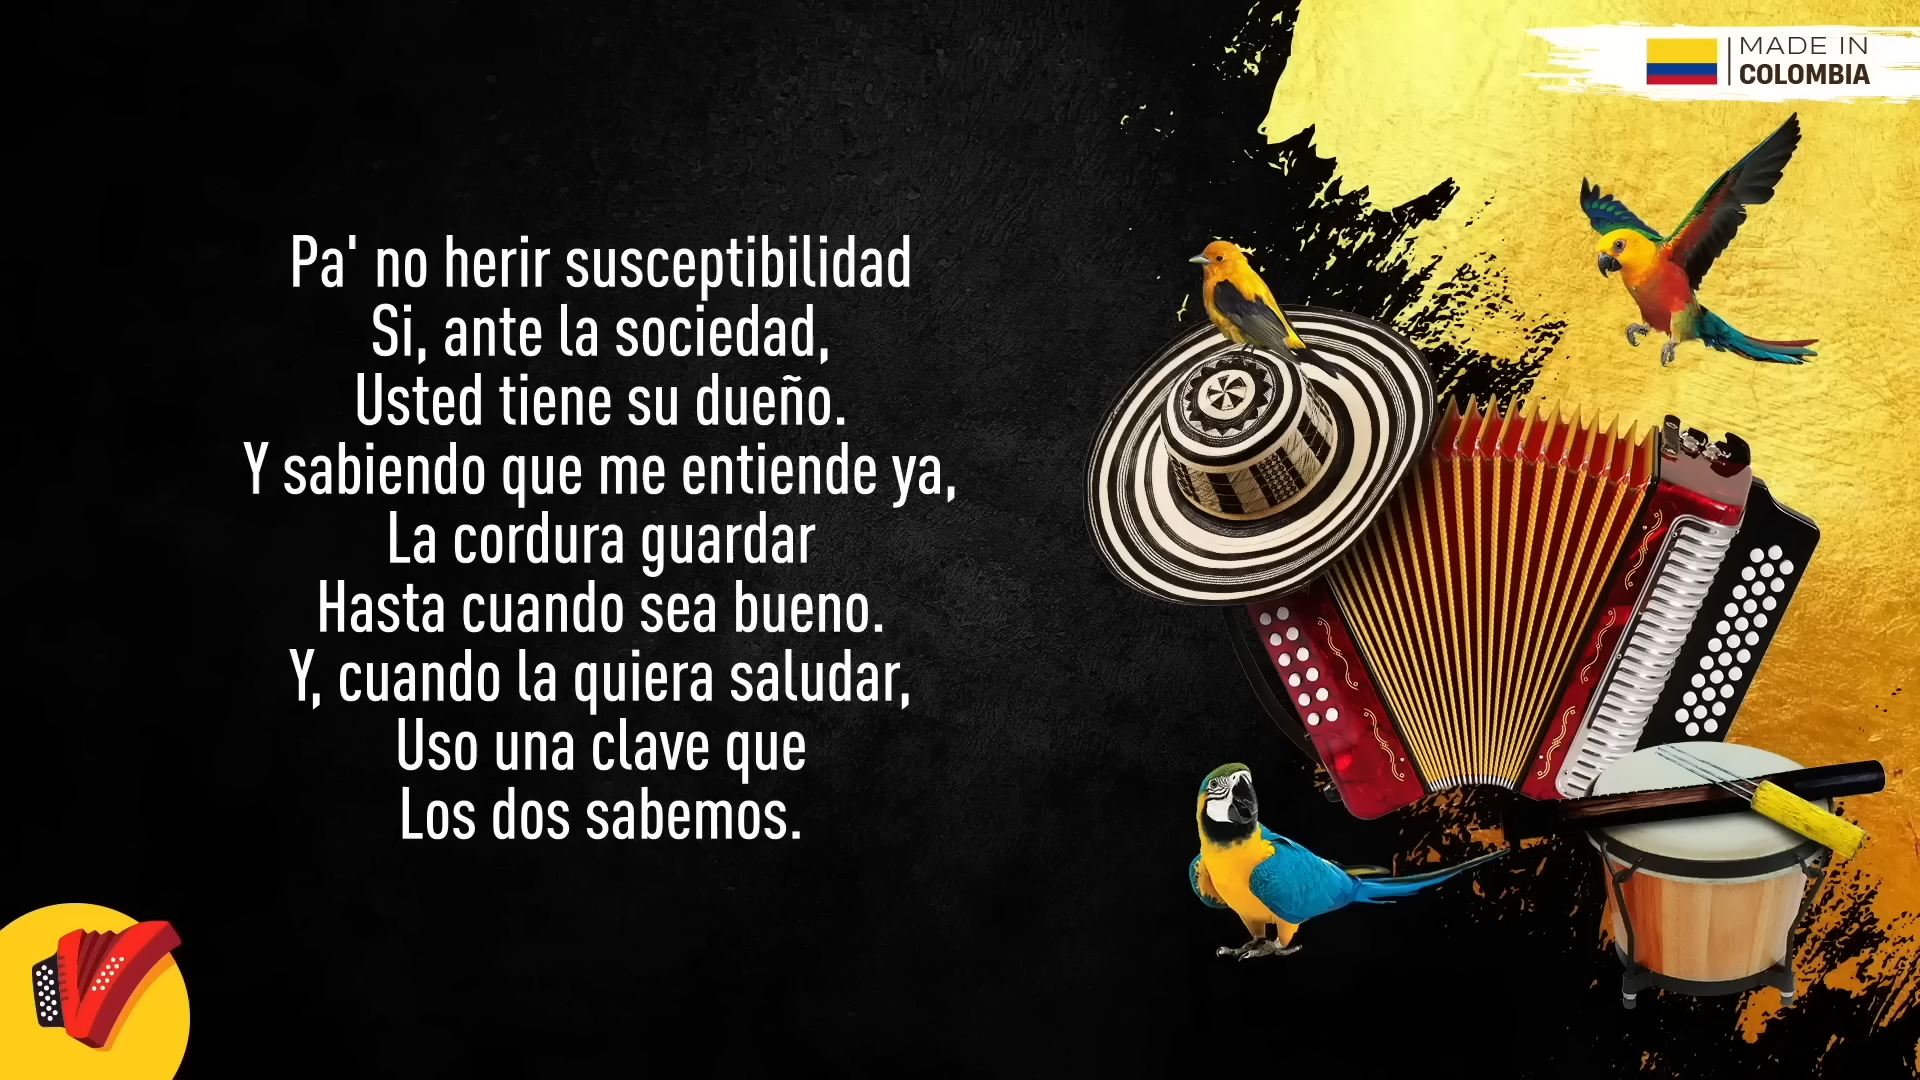 MADE IN
COLOMBIA
Pa' no herir susceptibilidad
Si, ante la sociedad,
Usted tiene su dueño.
Y sabiendo que me entiende ya,
La cordura guardar
Hasta cuando sea bueno.
Y, cuando la quiera saludar,
Uso una clave que
Los dos sabemos.